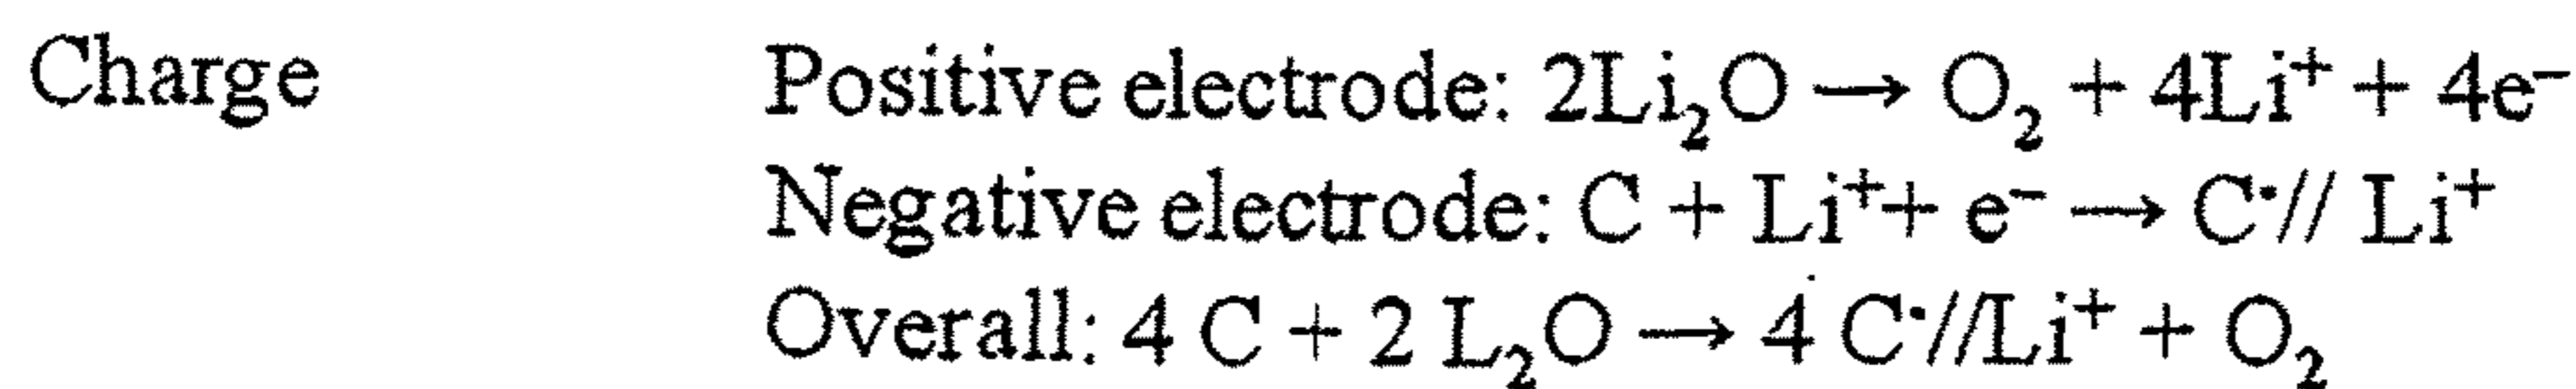 Charge Positive electrode: 2Li₂O → O₂ + 4Li⁺ + 4e⁻
Negative electrode: C + Li⁺+ e⁻ → C·// Li⁺
Overall: 4 C + 2 L₂O → 4 C·//Li⁺ + O₂